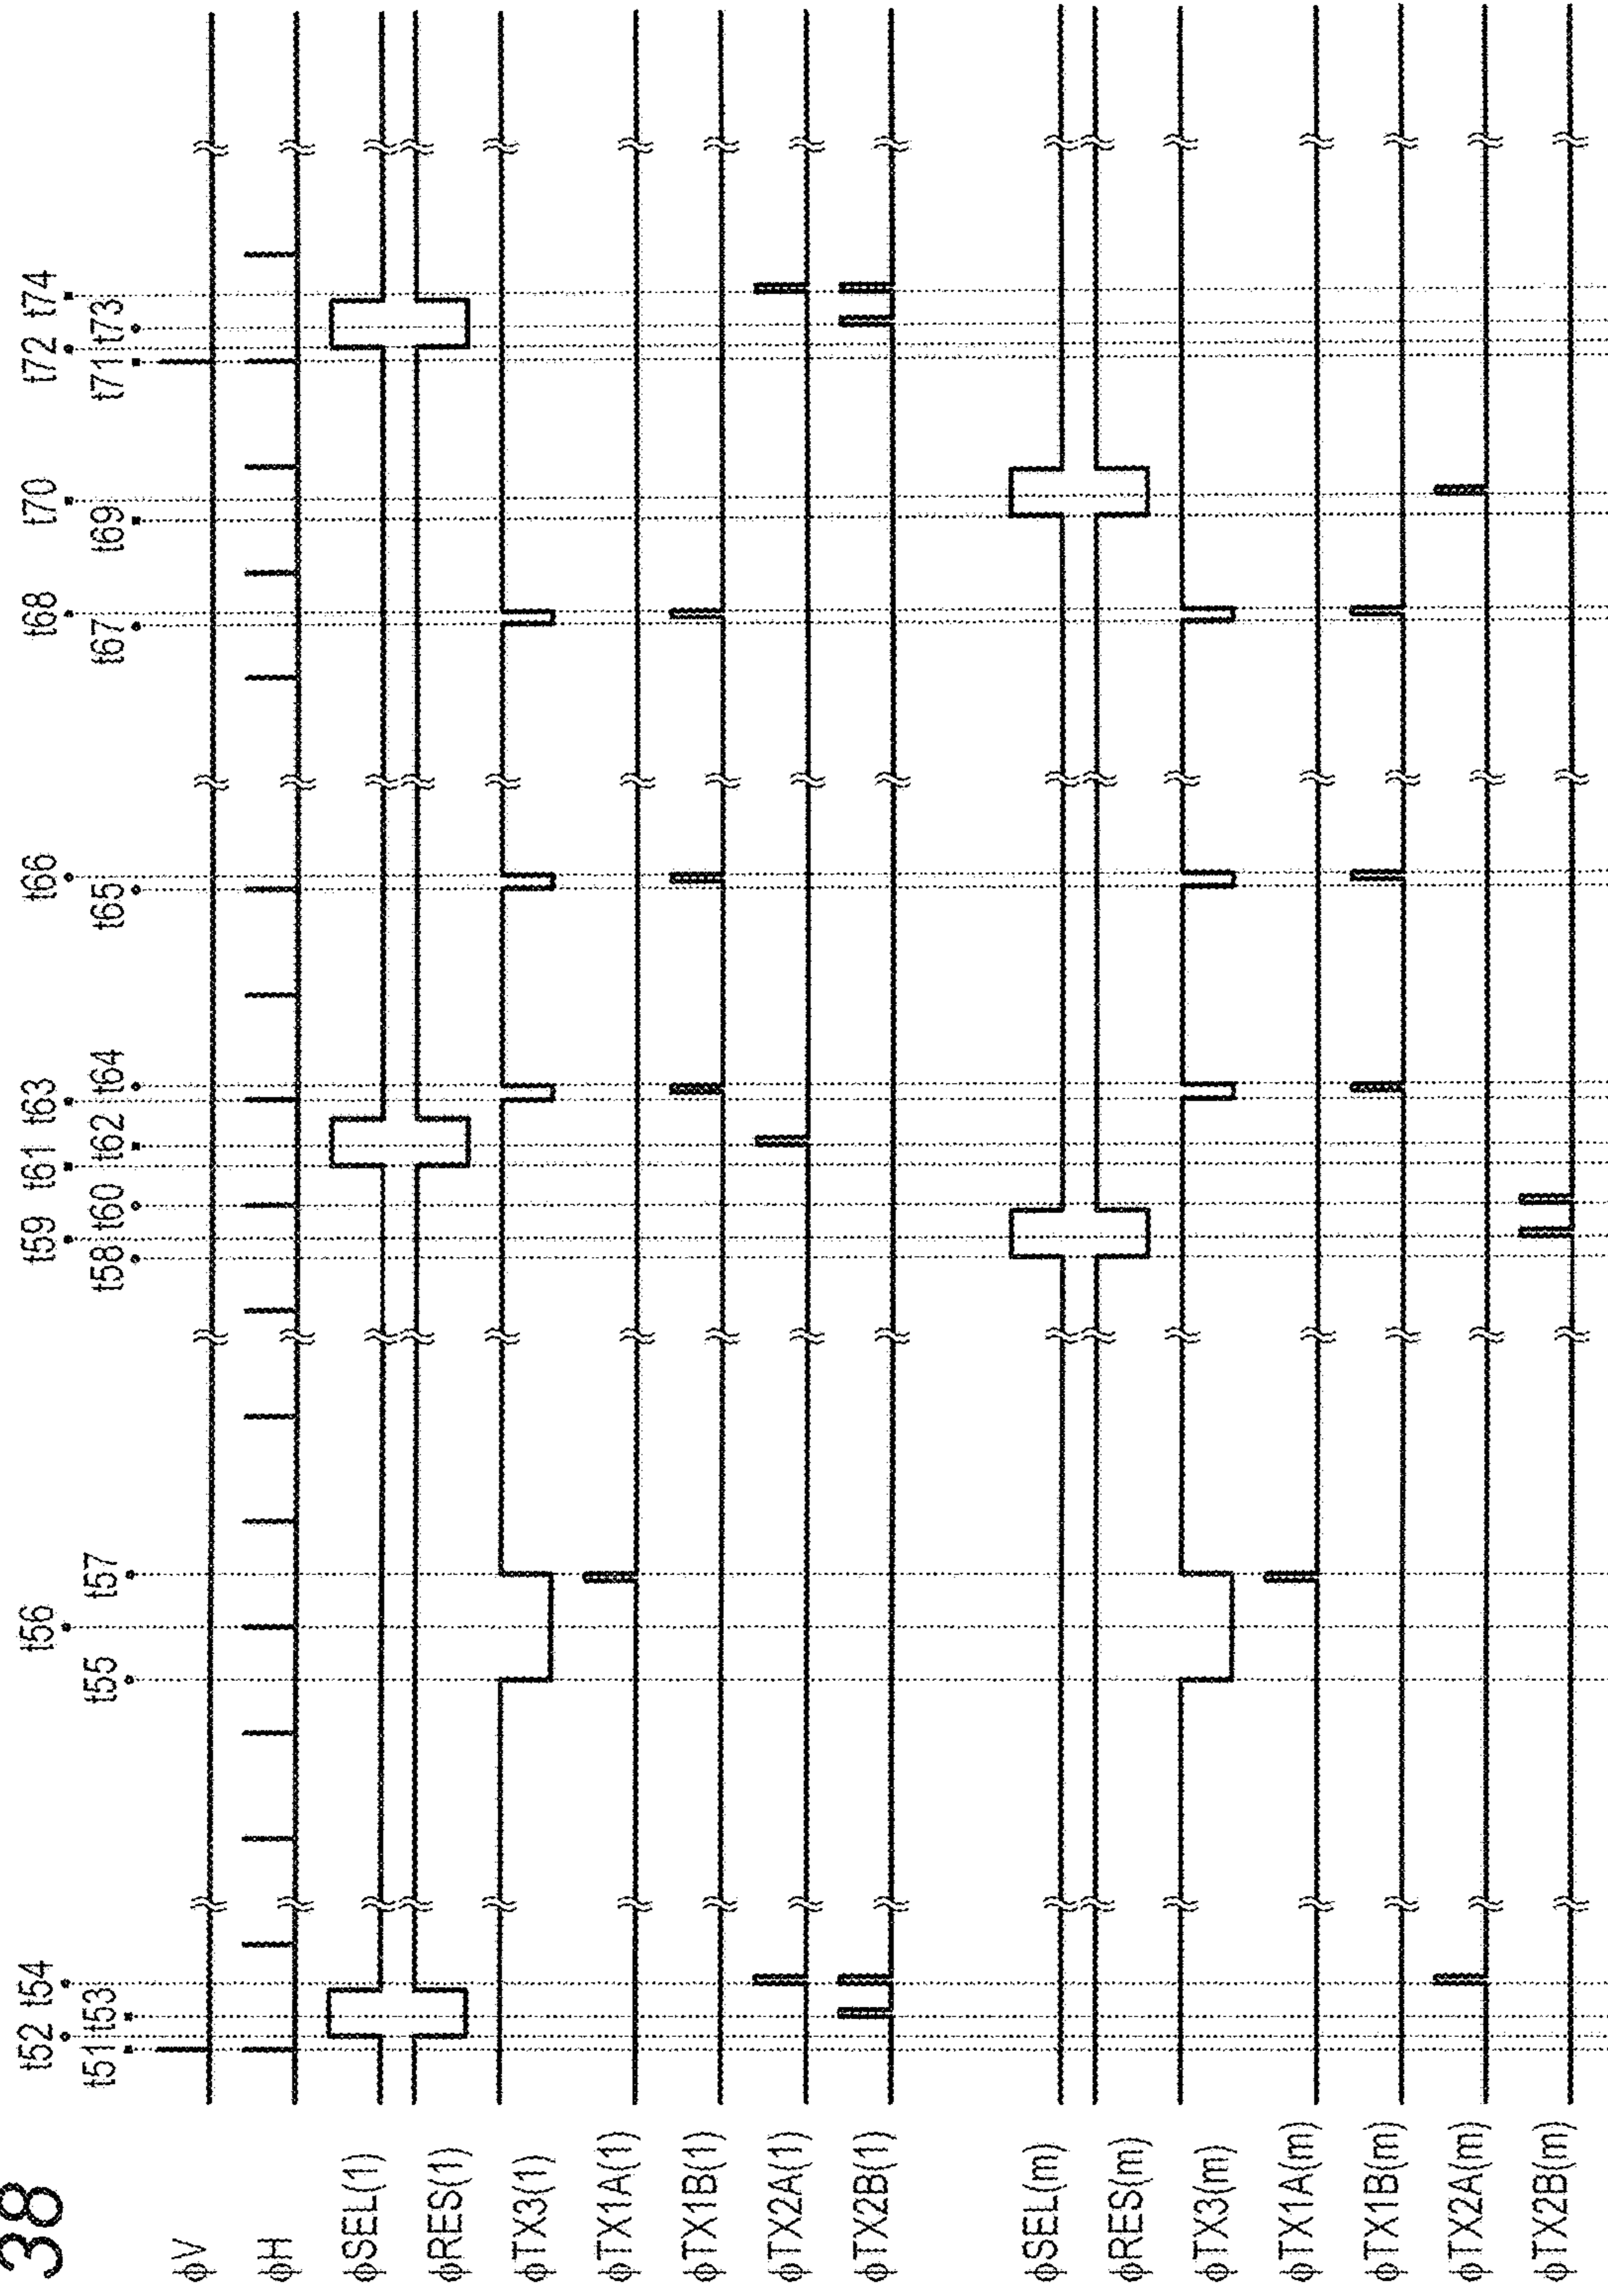 38
t52 t54 t56 t59 t61 t63 t66 t68 t70 t72 t74
t51 t53 t55 t57 t58 t60 t62 t64 t65 t67 t69 t71 t73
ϕV
ϕH
ϕSEL(1)
ϕRES(1)
ϕTX3(1)
ϕTX1A(1)
ϕTX1B(1)
ϕTX2A(1)
ϕTX2B(1)
ϕSEL(m)
ϕRES(m)
ϕTX3(m)
ϕTX1A(m)
ϕTX1B(m)
ϕTX2A(m)
ϕTX2B(m)